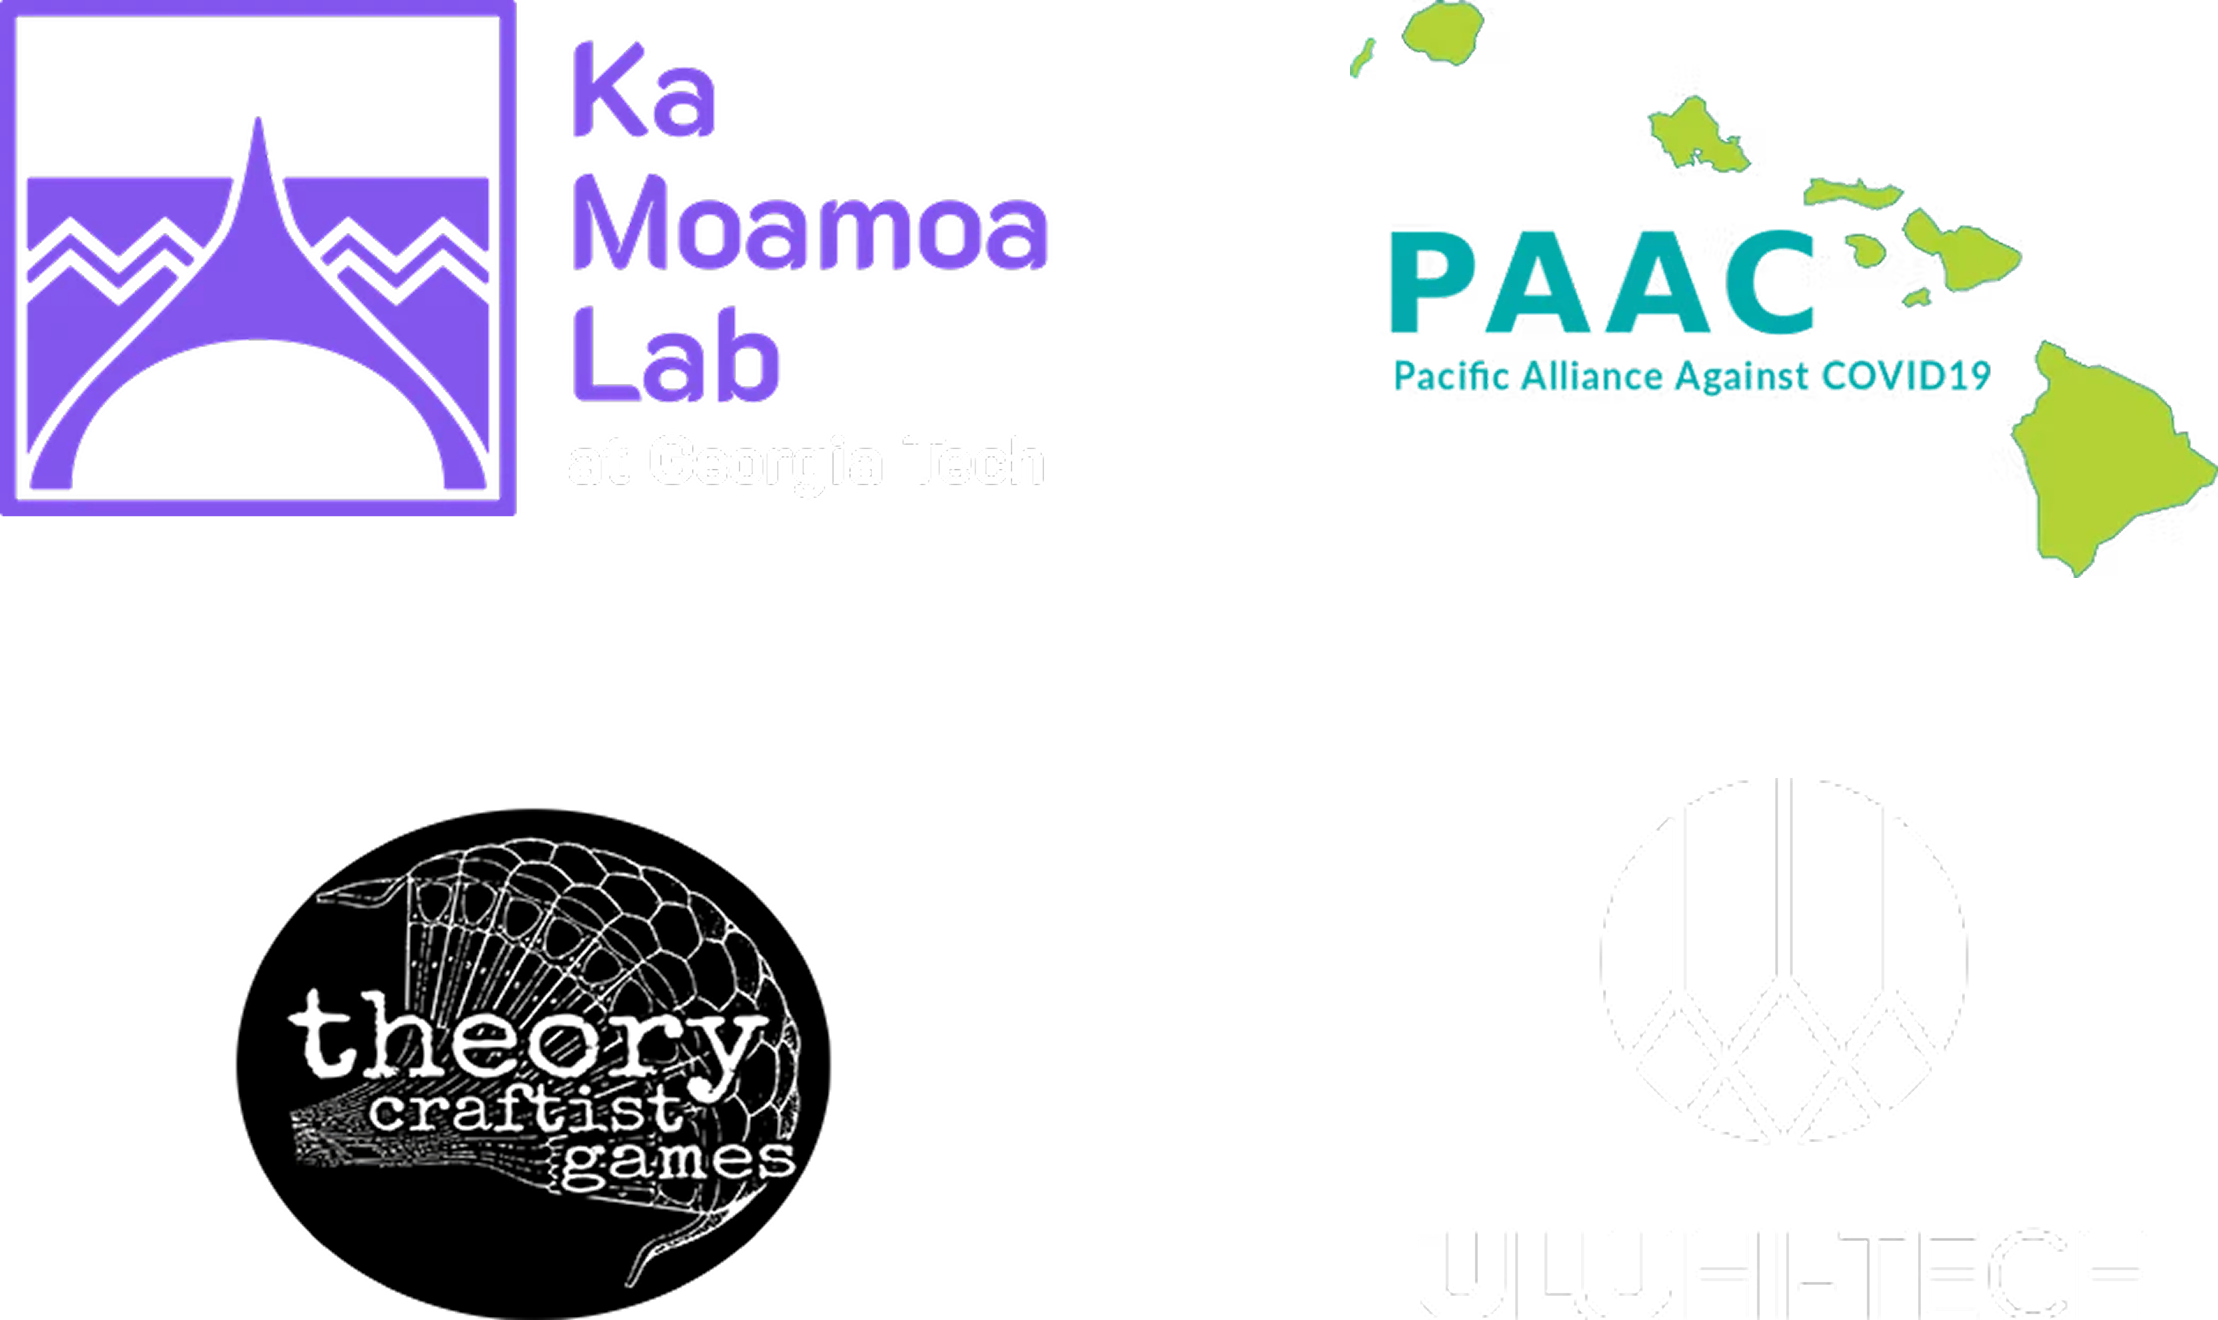 Ka
Moamoa
Lab
at Georgia Tech
PAAC
Pacific Alliance Against COVID19
theory
craftist
games
ULUHI-TECH